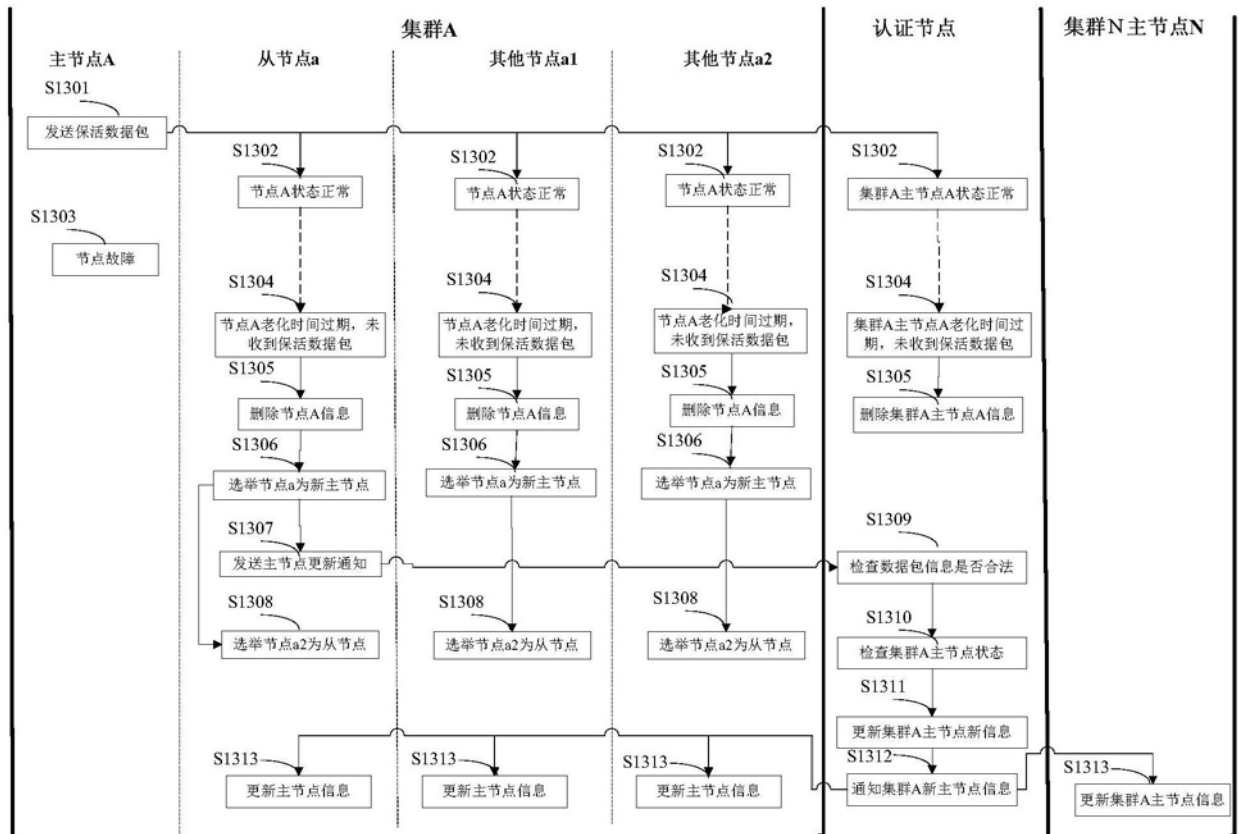 集群A
认证节点
集群N主节点N
主节点A
从节点a
其他节点a1
其他节点a2
S1301
发送保活数据包
S1302
S1302
S1302
S1302
节点A状态正常
节点A状态正常
节点A状态正常
集群A主节点A状态正常
S1303
节点故障
S1304
S1304
S1304
S1304
节点A老化时间过期，未
收到保活数据包
节点A老化时间过期，
未收到保活数据包
节点A老化时间过期，
未收到保活数据包
集群A主节点A老化时间过
期，未收到保活数据包
S1305
S1305
S1305
S1305
删除节点A信息
删除节点A信息
删除节点A信息
删除集群A主节点A信息
S1306
S1306
S1306
选举节点a为新主节点
选举节点a为新主节点
选举节点a为新主节点
S1307
发送主节点更新通知
S1309
检查数据包信息是否合法
S1308
S1308
S1308
选举节点a2为从节点
选举节点a2为从节点
选举节点a2为从节点
S1310
检查集群A主节点状态
S1311
更新集群A主节点新信息
S1312
通知集群A新主节点信息
S1313
S1313
S1313
S1313
更新主节点信息
更新主节点信息
更新主节点信息
更新集群A主节点信息